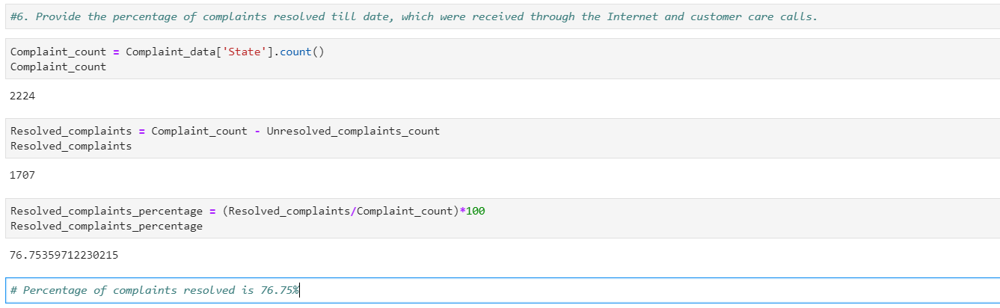 #6. Provide the percentage of complaints resolved till date, which were received through the Internet and customer care calls.
Complaint_count = Complaint_data['State'].count()
Complaint_count
2224
Resolved_complaints = Complaint_count - Unresolved_complaints_count
Resolved_complaints
1707
Resolved_complaints_percentage = (Resolved_complaints/Complaint_count)*100
Resolved_complaints_percentage
76.75359712230215
# Percentage of complaints resolved is 76.75%